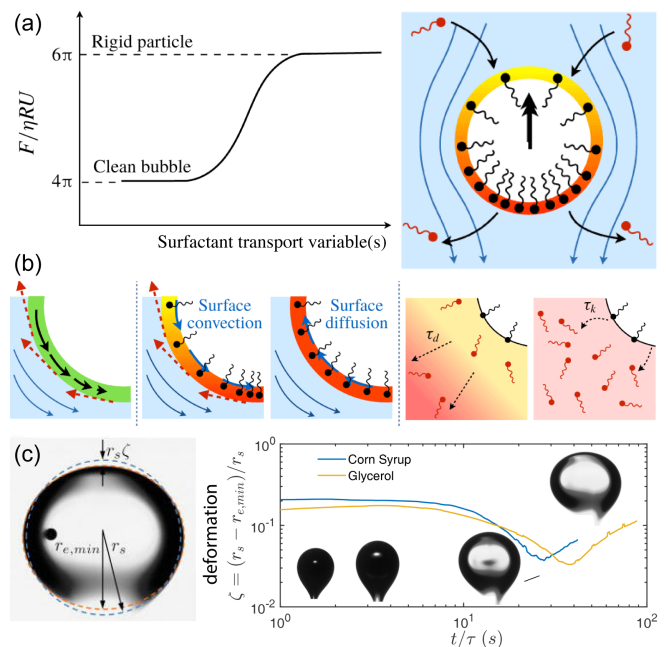 (a)
6π
Rigid particle
F/ηRU
Clean bubble
4π
Surfactant transport variable(s)
(b)
Surface
convection
Surface
diffusion
τd
τk
(c)
rsζ
re,min
rs
deformation
ζ = (rs − re,min)/rs
10⁰
10⁻¹
10⁻²
Corn Syrup
Glycerol
10⁰
10¹
10²
t/τ (s)